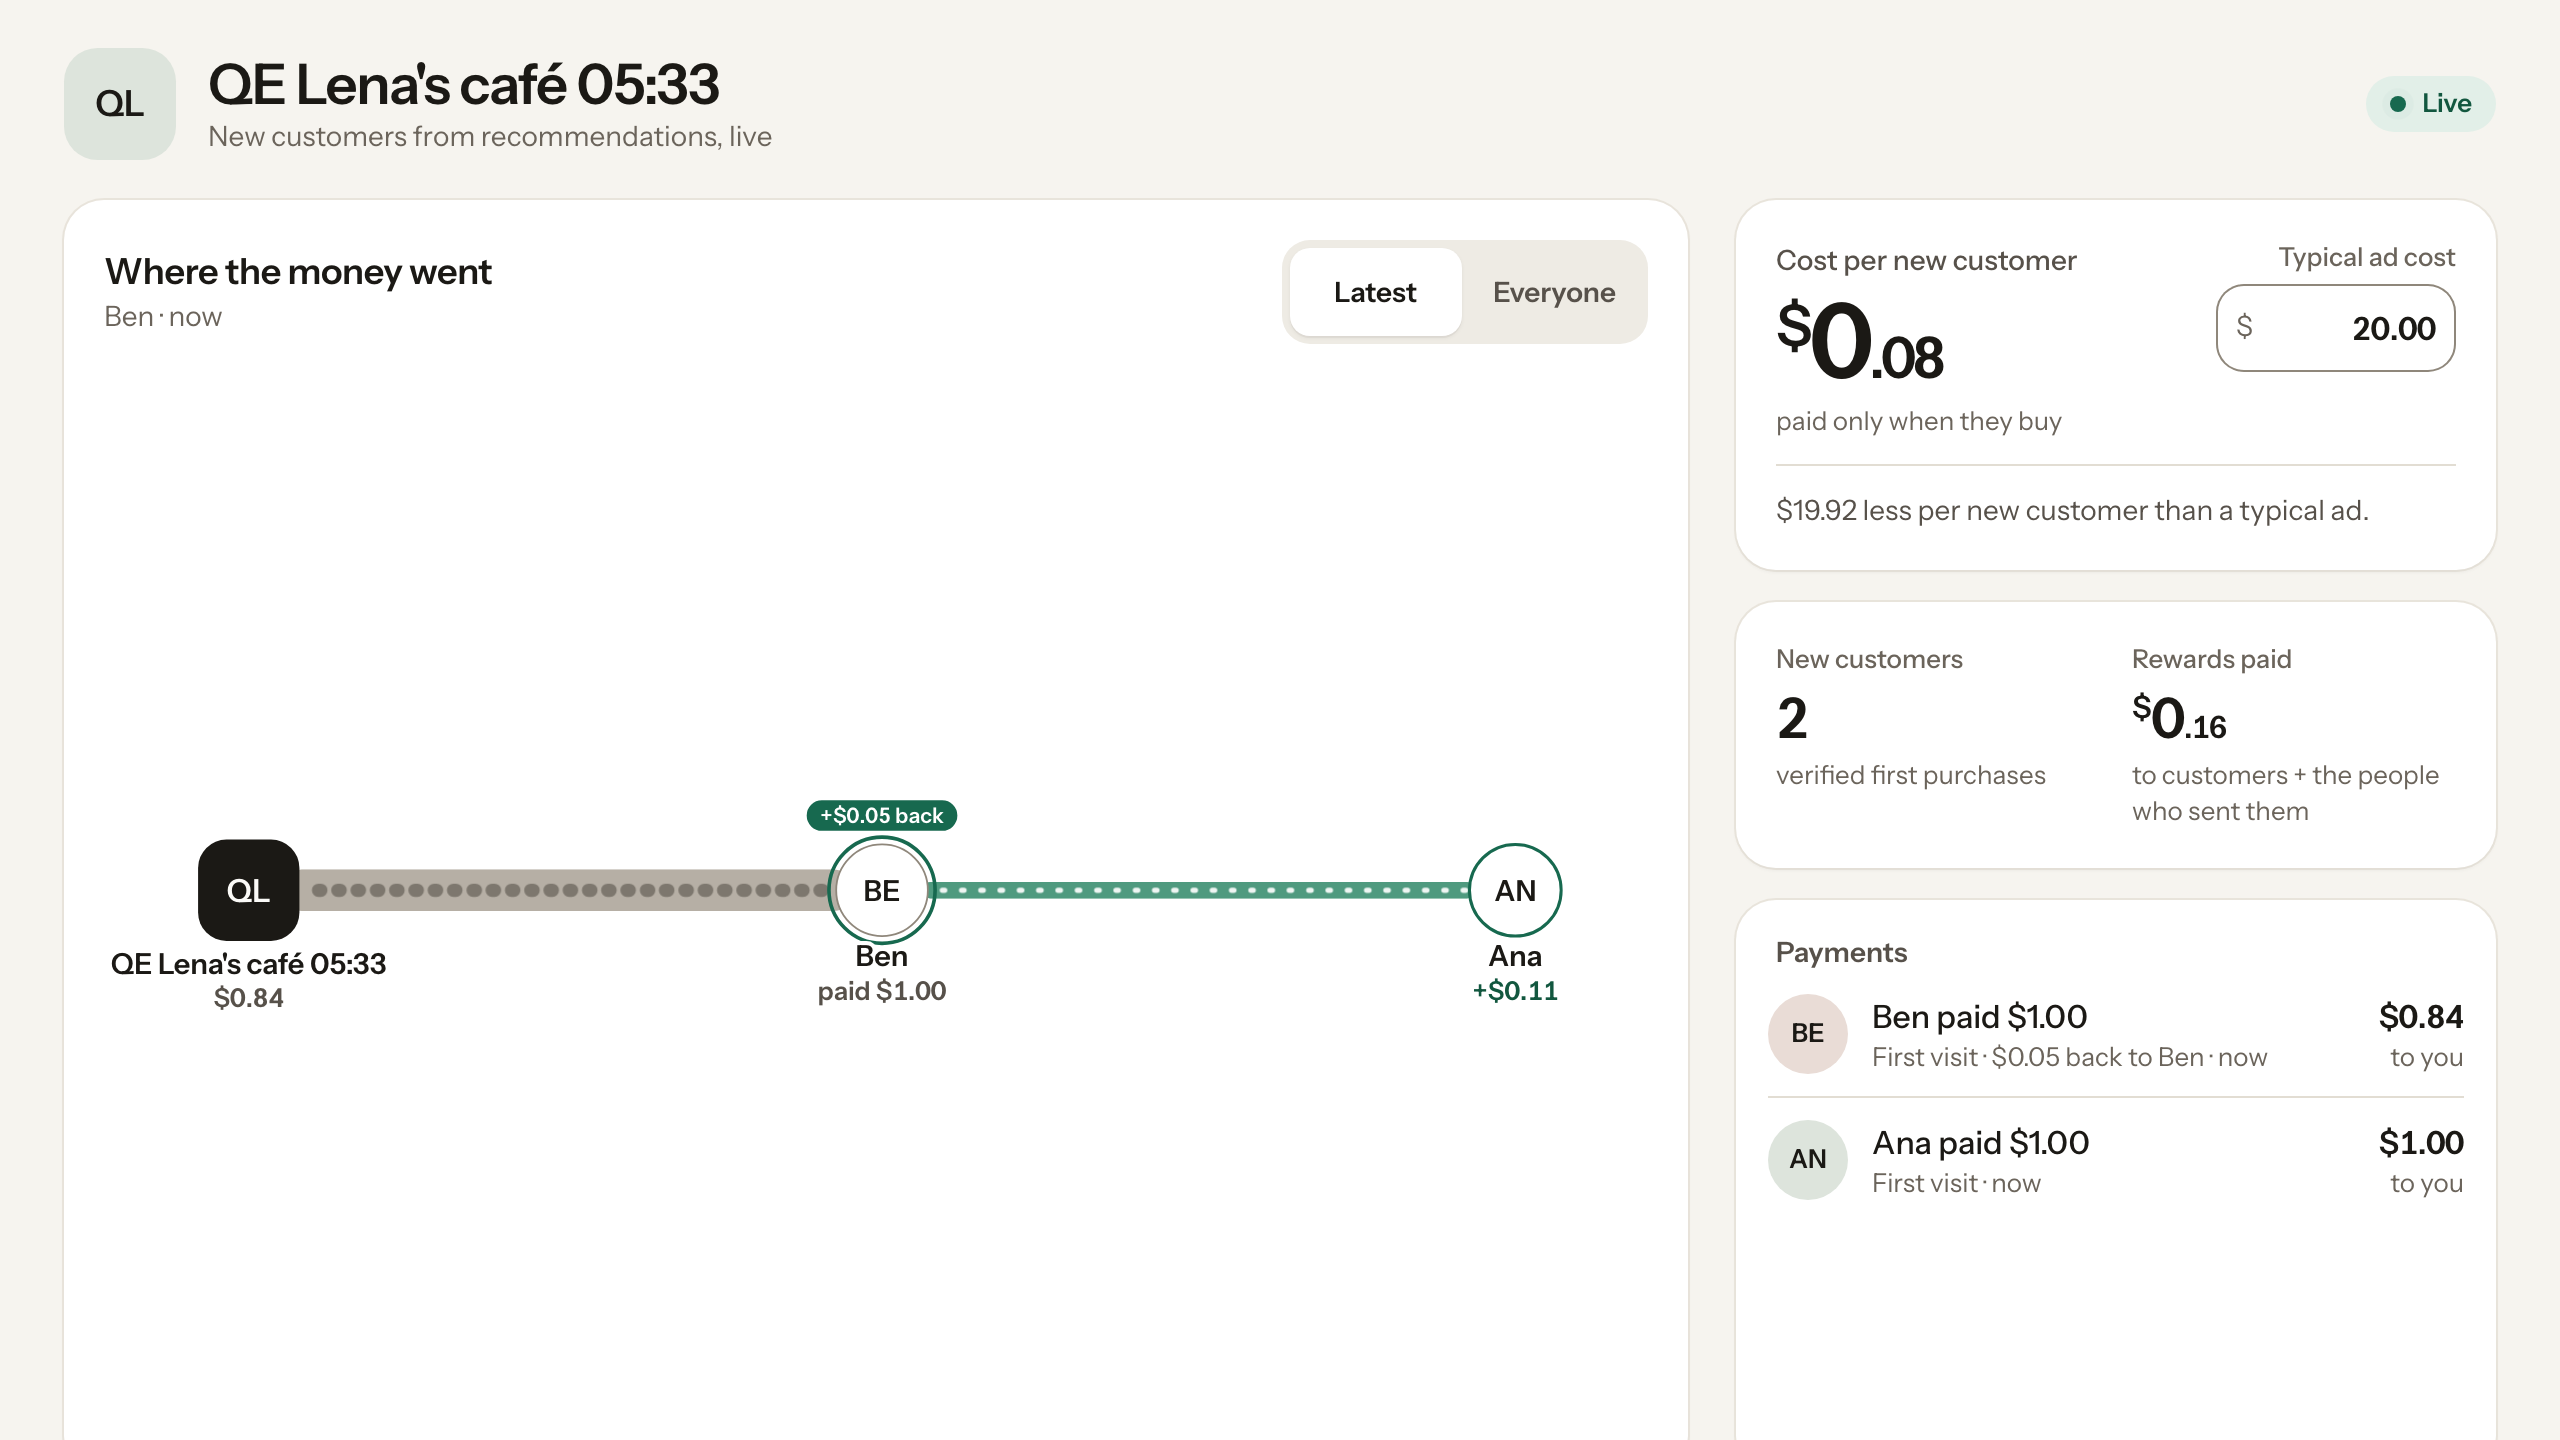 QL
QE Lena's café 05:33
New customers from recommendations, live
Live
Where the money went
Ben · now
Latest
Everyone
+$0.05 back
QL
BE
AN
QE Lena's café 05:33
$0.84
Ben
paid $1.00
Ana
+$0.11
Cost per new customer
$0.08
paid only when they buy
Typical ad cost
$ 20.00
$19.92 less per new customer than a typical ad.
New customers
2
verified first purchases
Rewards paid
$0.16
to customers + the people
who sent them
Payments
BE
Ben paid $1.00
$0.84
First visit · $0.05 back to Ben · now
to you
AN
Ana paid $1.00
$1.00
First visit · now
to you